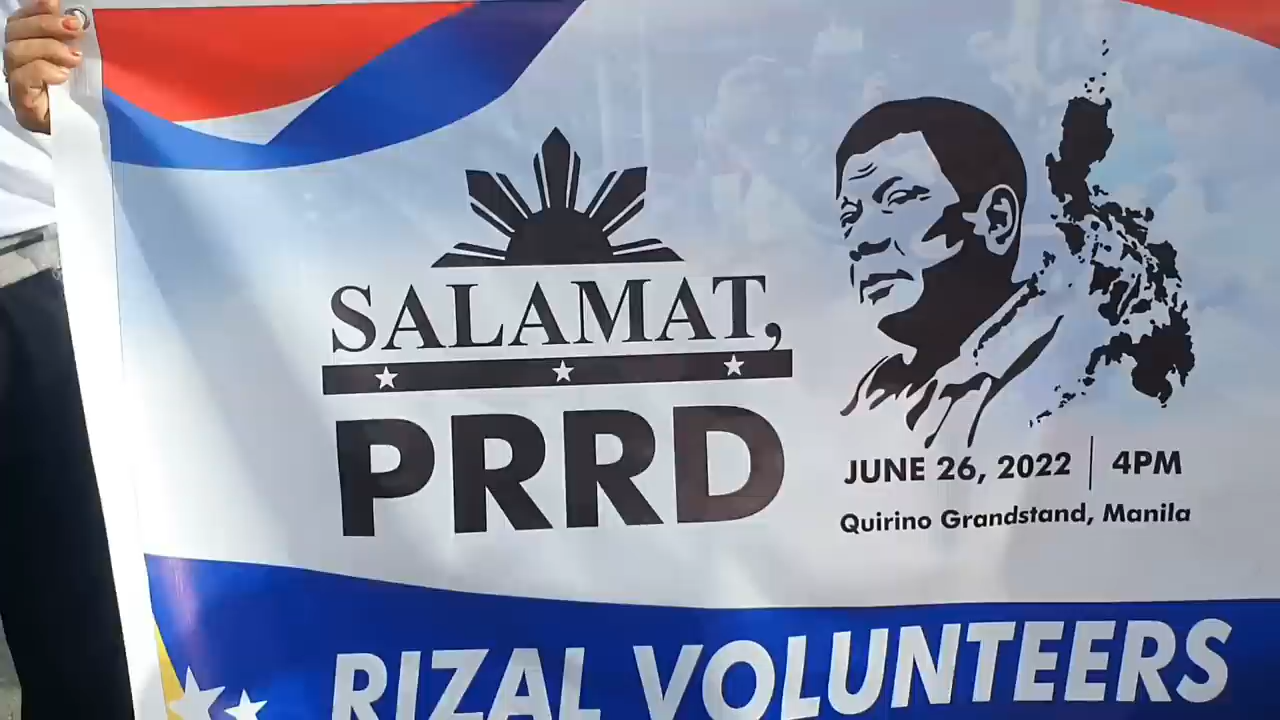 SALAMAT,
PRRD
JUNE 26, 2022 | 4PM
Quirino Grandstand, Manila
RIZAL VOLUNTEERS